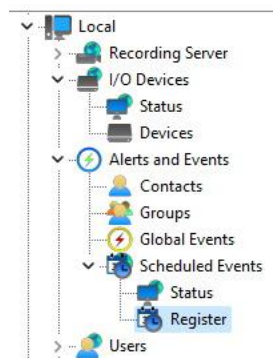 Local
Recording Server
I/O Devices
Status
Devices
Alerts and Events
Contacts
Groups
Global Events
Scheduled Events
Status
Register
Users